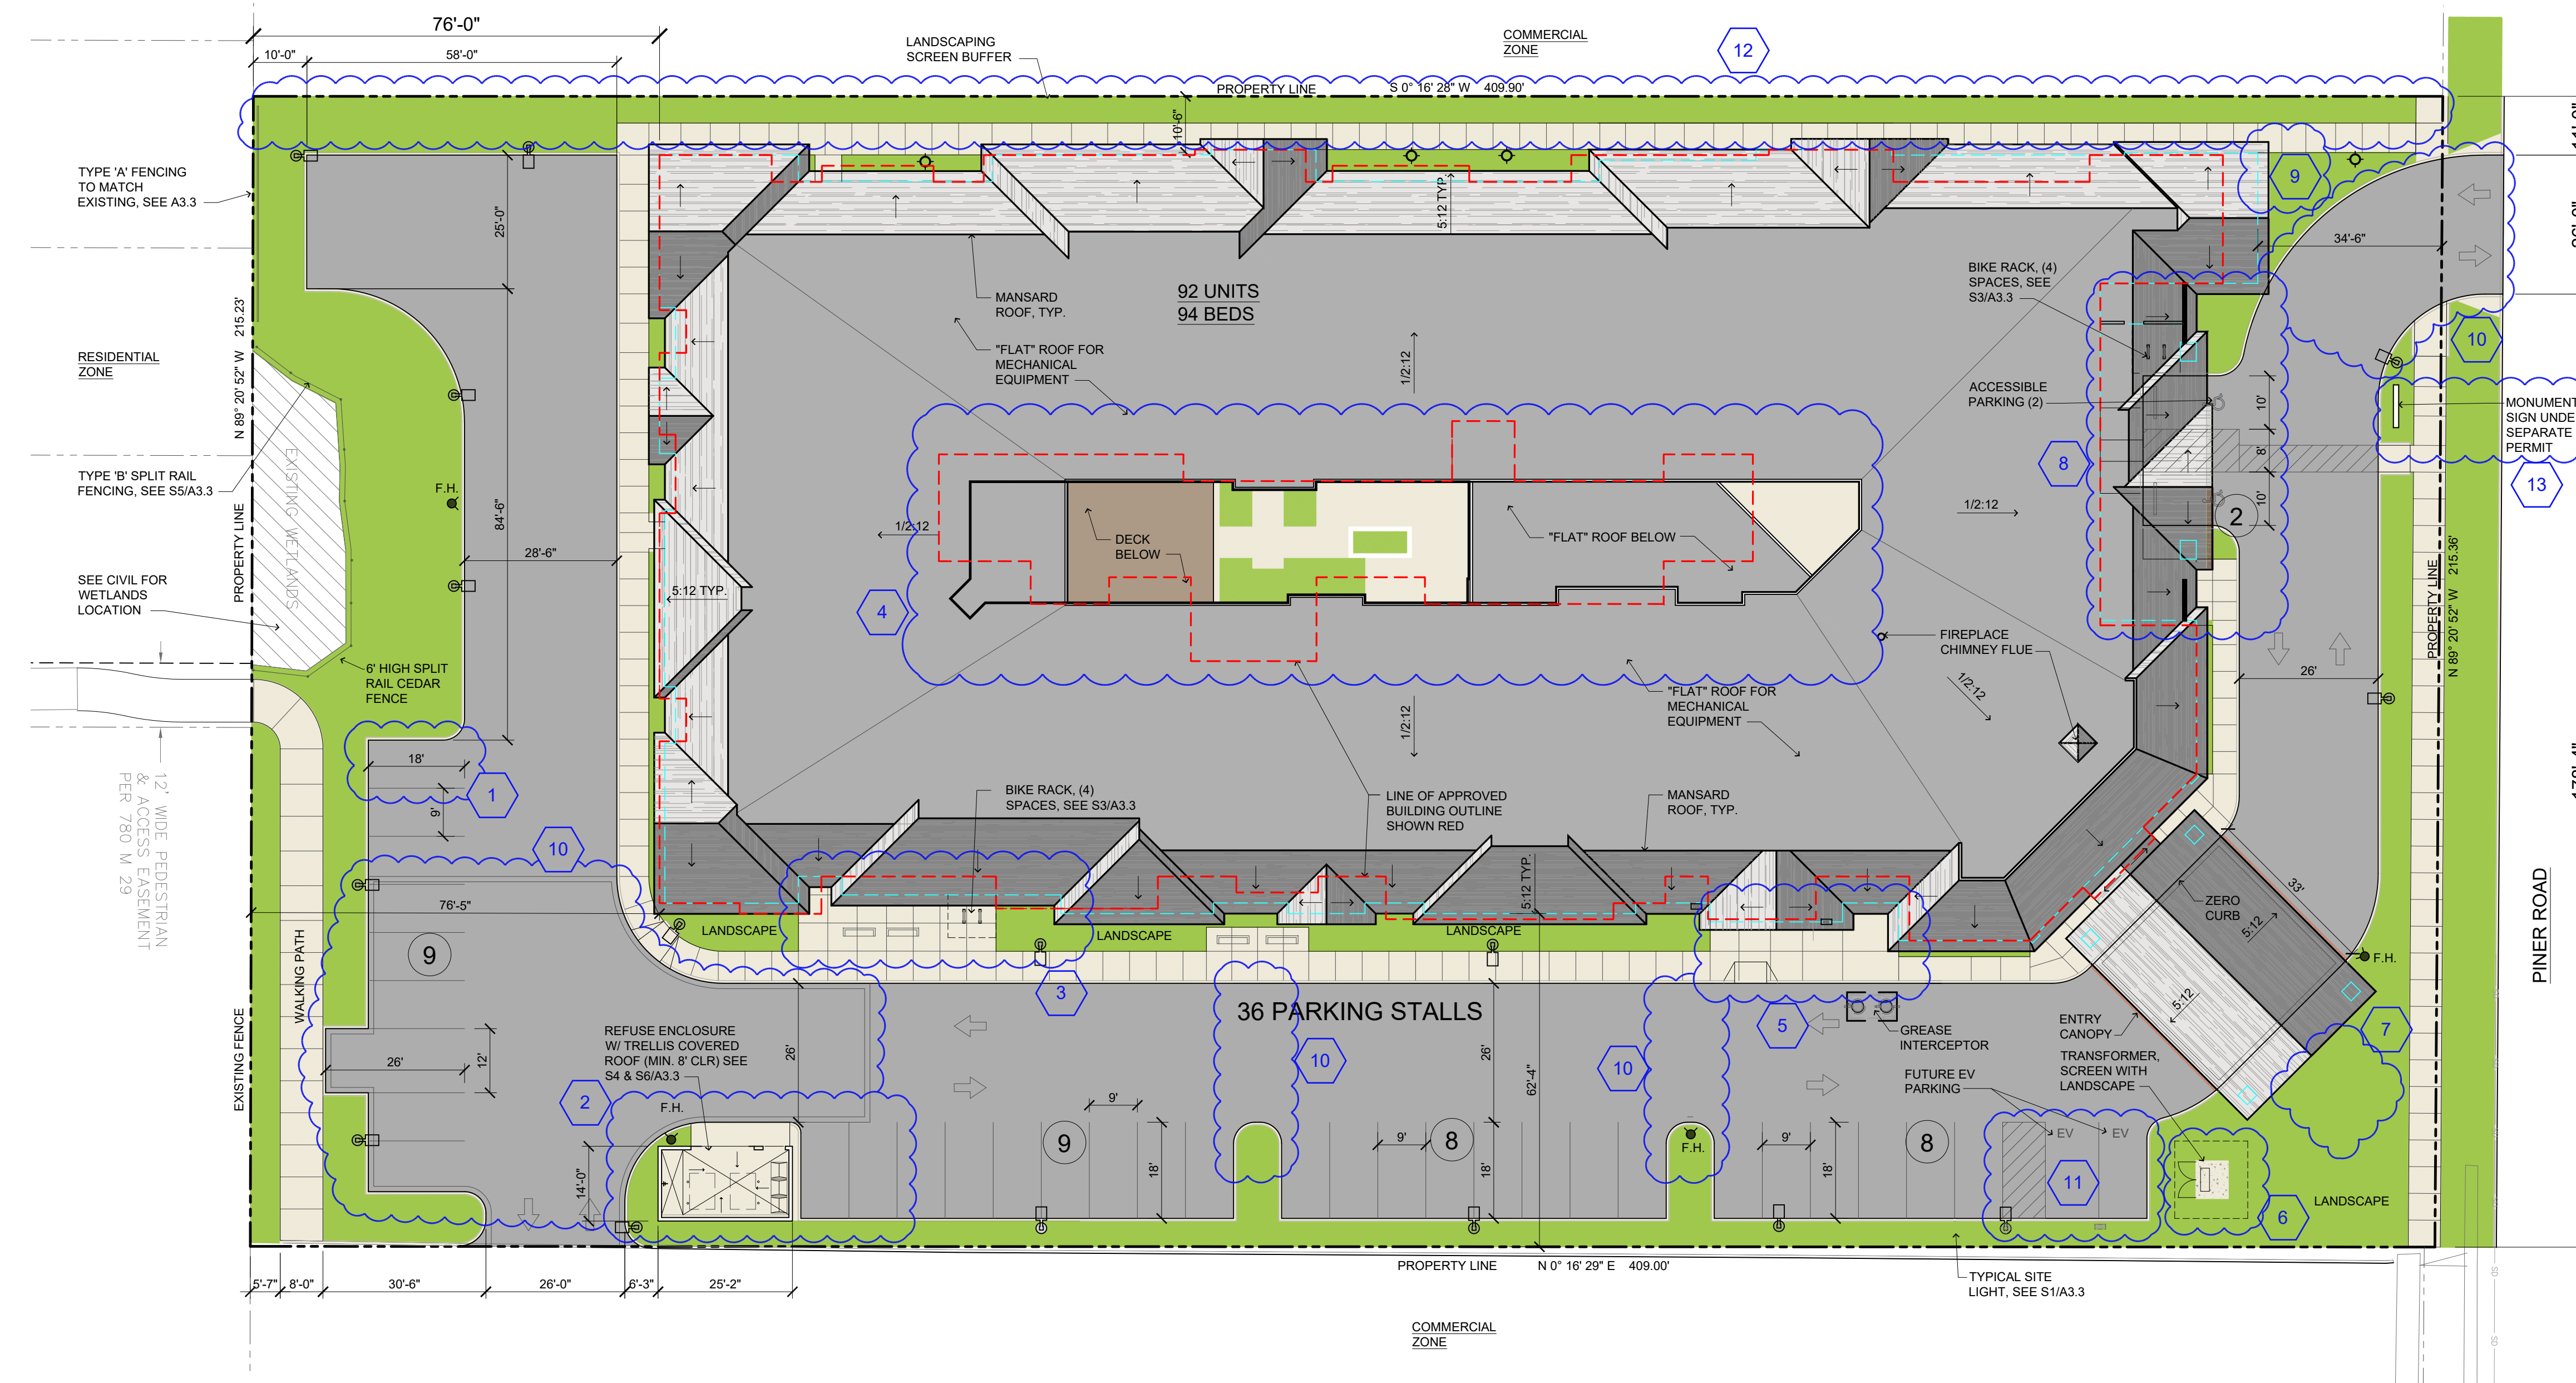 76'-0"
10'-0"
58'-0"
LANDSCAPING
SCREEN BUFFER
COMMERCIAL
ZONE
12
PROPERTY LINE
S 0° 16' 28" W 409.90'
10'-6"
TYPE 'A' FENCING
TO MATCH
EXISTING, SEE A3.3
25'-0"
5:12 TYP.
9
34'-6"
BIKE RACK, (4)
SPACES, SEE
S3/A3.3
92 UNITS
94 BEDS
MANSARD
ROOF, TYP.
"FLAT" ROOF FOR
MECHANICAL
EQUIPMENT
1/2:12
10
RESIDENTIAL
ZONE
N 89° 20' 52" W 215.23'
ACCESSIBLE
PARKING (2)
10'
8'
10'
MONUMENT
SIGN UNDER
SEPARATE
PERMIT
13
8
2
TYPE 'B' SPLIT RAIL
FENCING, SEE S5/A3.3
EXISTING WETLANDS
F.H.
84'-6"
28'-6"
1/2:12
DECK
BELOW
"FLAT" ROOF BELOW
1/2:12
PROPERTY LINE
N 89° 20' 52" W 215.36'
PROPERTY LINE
SEE CIVIL FOR
WETLANDS
LOCATION
5:12 TYP.
4
FIREPLACE
CHIMNEY FLUE
6' HIGH SPLIT
RAIL CEDAR
FENCE
26'
1/2:12
1/2:12
"FLAT" ROOF FOR
MECHANICAL
EQUIPMENT
12' WIDE PEDESTRIAN
& ACCESS EASEMENT
PER 780 M 29
18'
9'
1
BIKE RACK, (4)
SPACES, SEE S3/A3.3
LINE OF APPROVED
BUILDING OUTLINE
SHOWN RED
MANSARD
ROOF, TYP.
10
76'-5"
5:12 TYP.
33'
ZERO
CURB
5:12
5:12
PINER ROAD
9
LANDSCAPE
LANDSCAPE
LANDSCAPE
F.H.
WALKING PATH
EXISTING FENCE
3
36 PARKING STALLS
5
GREASE
INTERCEPTOR
ENTRY
CANOPY
7
26'
12'
REFUSE ENCLOSURE
W/ TRELLIS COVERED
ROOF (MIN. 8' CLR) SEE
S4 & S6/A3.3
26'
10
26'
10
62'-4"
FUTURE EV
PARKING
TRANSFORMER,
SCREEN WITH
LANDSCAPE
2
F.H.
14'-0"
9'
9
18'
9'
8
18'
F.H.
9'
18'
8
EV
EV
11
6
LANDSCAPE
5'-7"
8'-0"
30'-6"
26'-0"
6'-3"
25'-2"
PROPERTY LINE
N 0° 16' 29" E 409.00'
TYPICAL SITE
LIGHT, SEE S1/A3.3
COMMERCIAL
ZONE
SD
SD